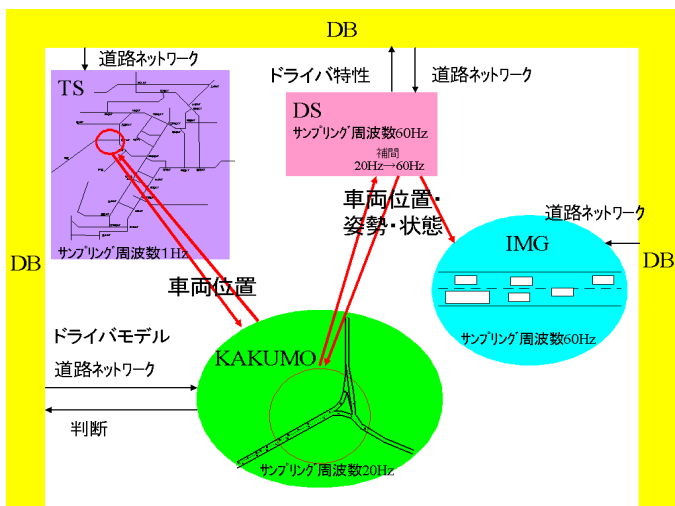 DB
道路ネットワーク
ドライバ特性
道路ネットワーク
TS
DS
サンプリング周波数60Hz
補間
20Hz→60Hz
車両位置・
姿勢・状態
道路ネットワーク
IMG
サンプリング周波数1Hz
DB
DB
車両位置
サンプリング周波数60Hz
ドライバモデル
KAKUMO
道路ネットワーク
判断
サンプリング周波数20Hz